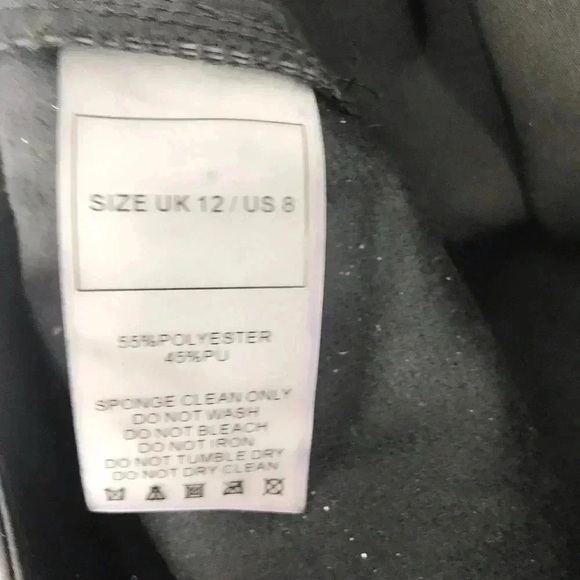 SIZE UK 12 / US 8
55%POLYESTER
45%PU
SPONGE CLEAN ONLY
DO NOT WASH
DO NOT BLEACH
DO NOT IRON
DO NOT TUMBLE DRY
DO NOT DRY CLEAN